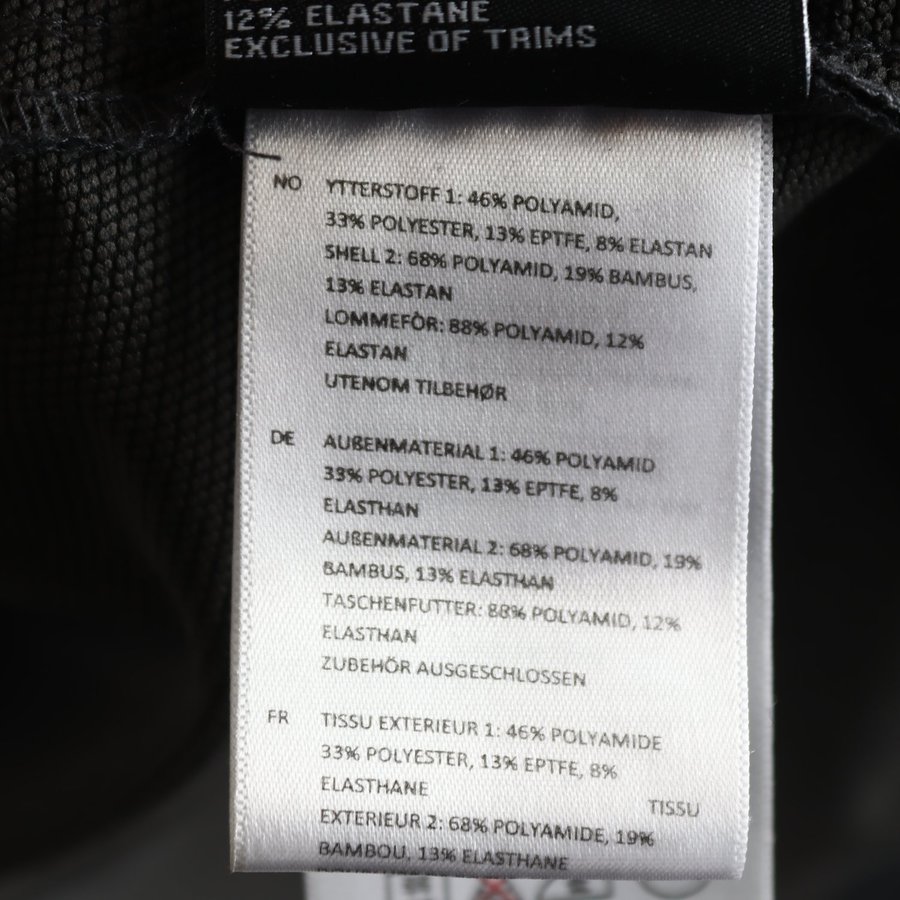 12% ELASTANE
EXCLUSIVE OF TRIMS
NO YTTERSTOFF 1: 46% POLYAMID,
33% POLYESTER, 13% EPTFE, 8% ELASTAN
SHELL 2: 68% POLYAMID, 19% BAMBUS,
13% ELASTAN
LOMMEFÒR: 88% POLYAMID, 12%
ELASTAN
UTENOM TILBEHØR
DE AUßENMATERIAL 1: 46% POLYAMID
33% POLYESTER, 13% EPTFE, 8%
ELASTHAN
AUßENMATERIAL 2: 68% POLYAMID, 19%
BAMBUS, 13% ELASTHAN
TASCHENFUTTER: 88% POLYAMID, 12%
ELASTHAN
ZUBEHÖR AUSGESCHLOSSEN
FR TISSU EXTERIEUR 1: 46% POLYAMIDE
33% POLYESTER, 13% EPTFE, 8%
ELASTHANE TISSU
EXTERIEUR 2: 68% POLYAMIDE, 19%
BAMBOU, 13% ELASTHANE